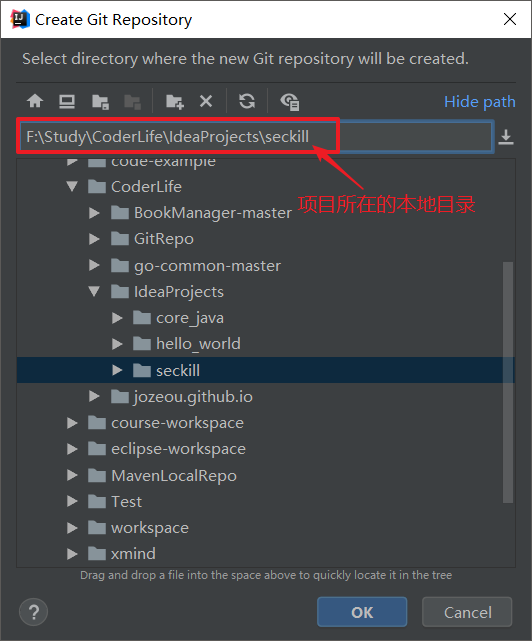 Create Git Repository
Select directory where the new Git repository will be created.
Hide path
F:\Study\CoderLife\IdeaProjects\seckill
code-example
CoderLife
BookManager-master
项目所在的本地目录
GitRepo
go-common-master
IdeaProjects
core_java
hello_world
seckill
jozeou.github.io
course-workspace
eclipse-workspace
MavenLocalRepo
Test
workspace
xmind
Drag and drop a file into the space above to quickly locate it in the tree
?
OK
Cancel